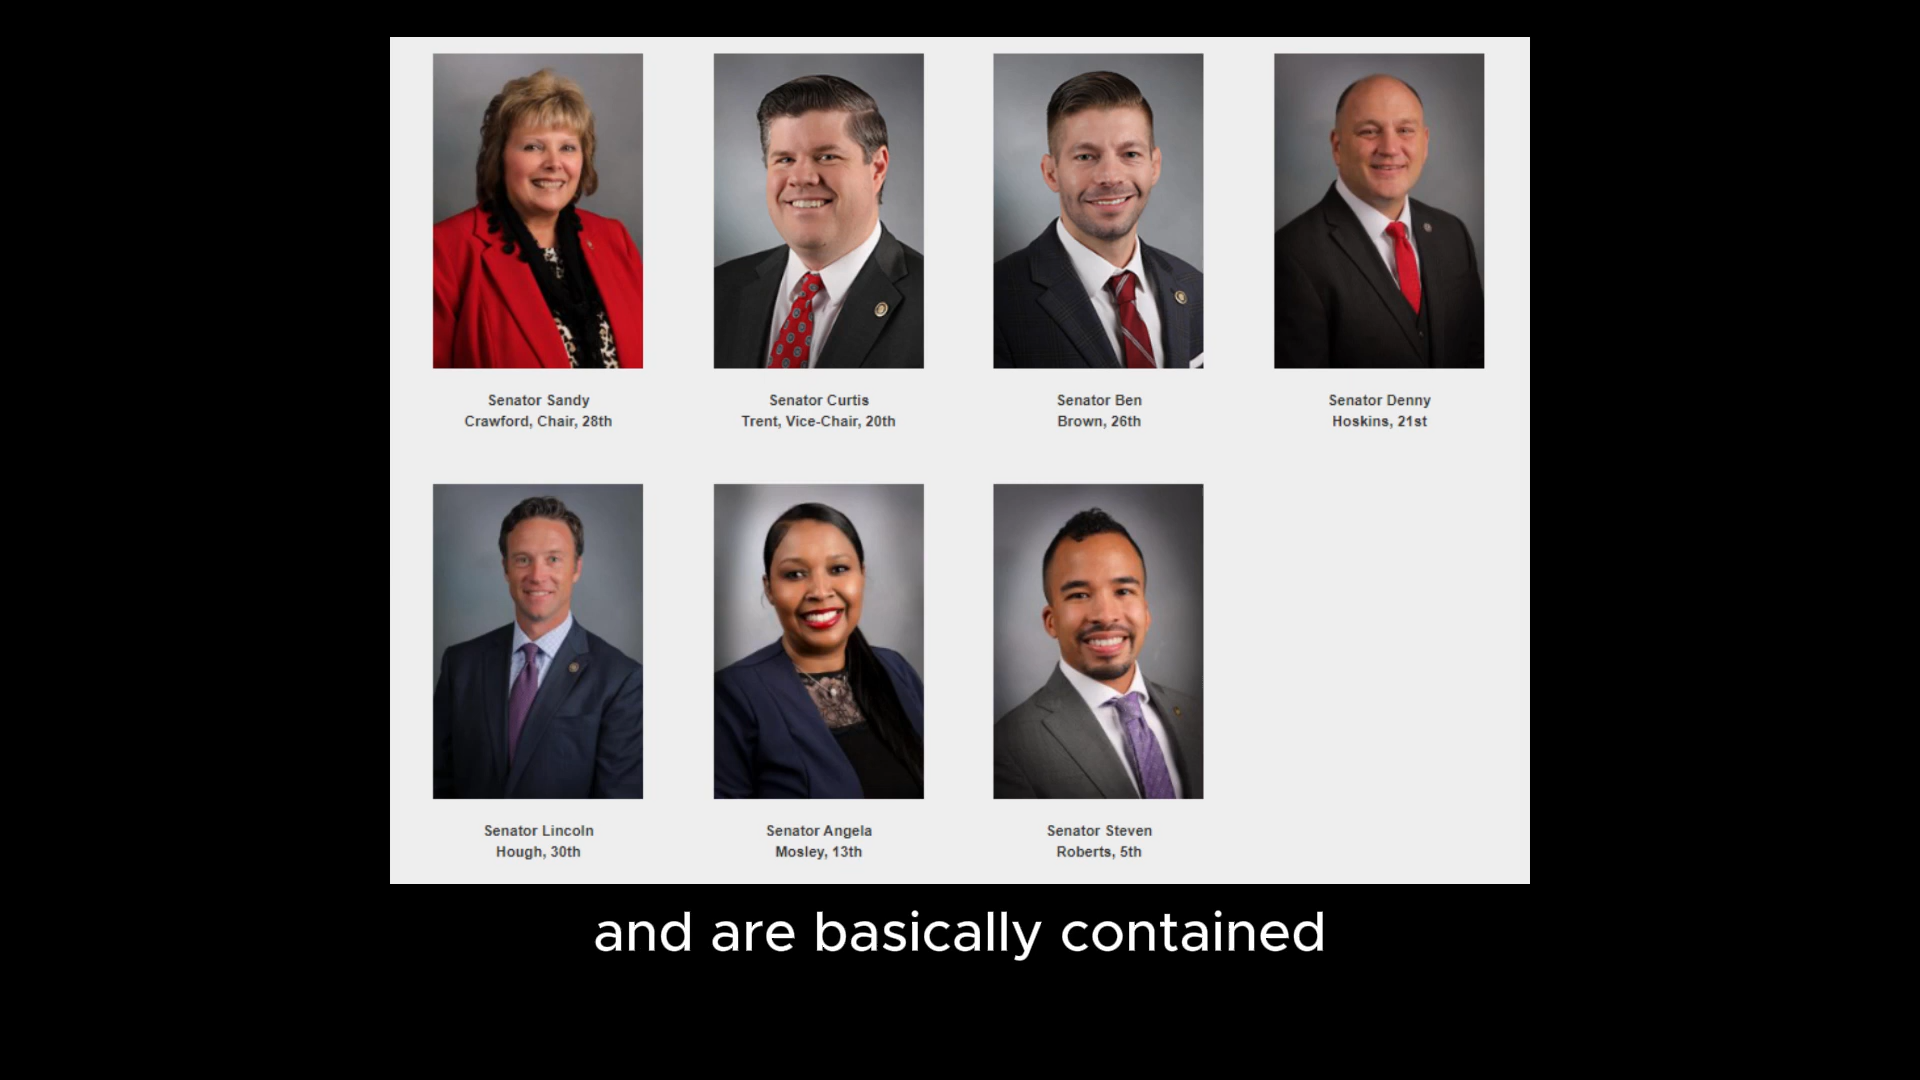 Senator Sandy
Crawford, Chair, 28th
Senator Curtis
Trent, Vice-Chair, 20th
Senator Ben
Brown, 26th
Senator Denny
Hoskins, 21st
Senator Lincoln
Hough, 30th
Senator Angela
Mosley, 13th
Senator Steven
Roberts, 5th
and are basically contained